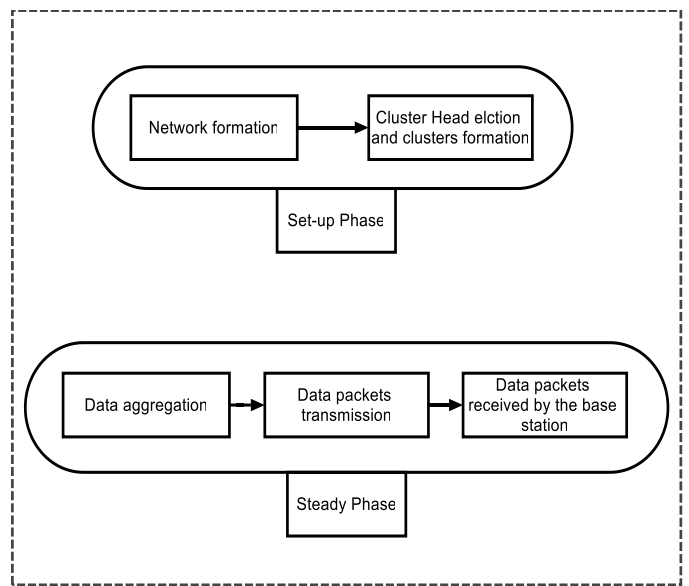 Network formation
Cluster Head elction
and clusters formation
Set-up Phase
Data aggregation
Data packets
transmission
Data packets
received by the base
station
Steady Phase